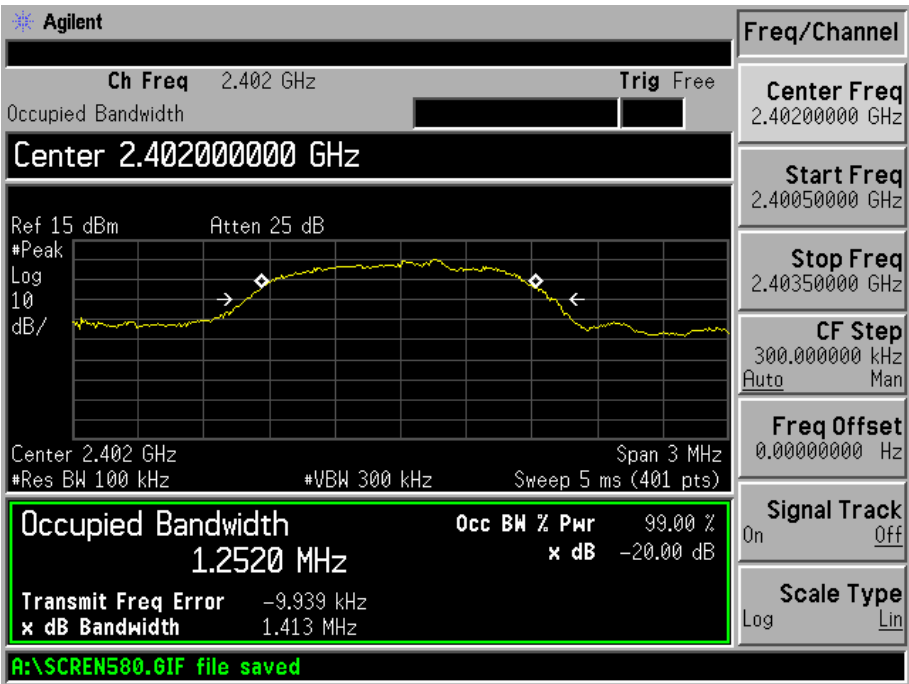 Agilent
Freq/Channel
Ch Freq 2.402 GHz Trig Free
Occupied Bandwidth
Center 2.402000000 GHz
Ref 15 dBm Atten 25 dB
#Peak
Log
10
dB/
Center 2.402 GHz Span 3 MHz
#Res BW 100 kHz #VBW 300 kHz Sweep 5 ms (401 pts)
Occupied Bandwidth Occ BW % Pwr 99.00 %
1.2520 MHz x dB -20.00 dB
Transmit Freq Error -9.939 kHz
x dB Bandwidth 1.413 MHz
A:\SCREN580.GIF file saved
Center Freq
2.40200000 GHz
Start Freq
2.40050000 GHz
Stop Freq
2.40350000 GHz
CF Step
300.000000 kHz
Auto Man
Freq Offset
0.00000000 Hz
Signal Track
On Off
Scale Type
Log Lin